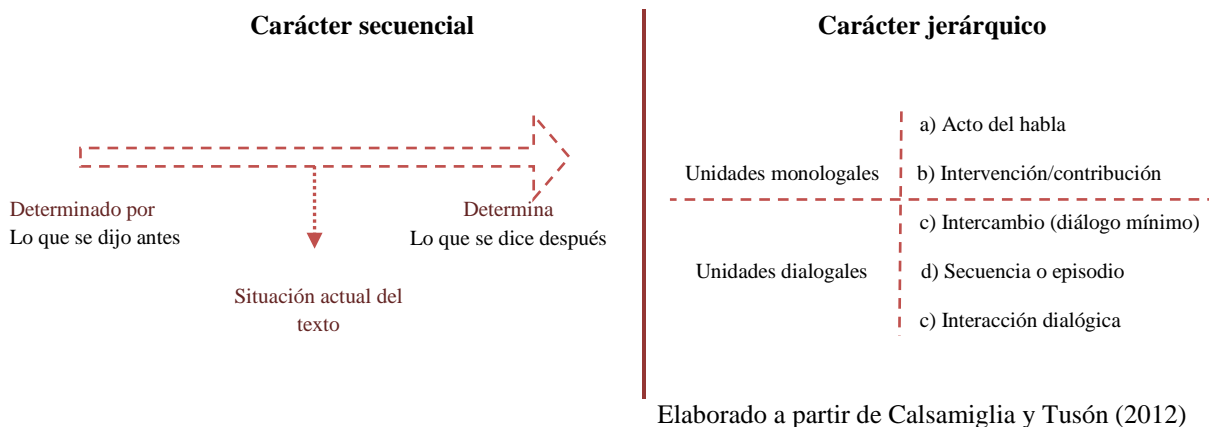 Carácter secuencial
Determinado por
Lo que se dijo antes
Determina
Lo que se dice después
Situación actual del
texto
Carácter jerárquico
Unidades monologales
a) Acto del habla
b) Intervención/contribución
Unidades dialogales
c) Intercambio (diálogo mínimo)
d) Secuencia o episodio
c) Interacción dialógica
Elaborado a partir de Calsamiglia y Tusón (2012)